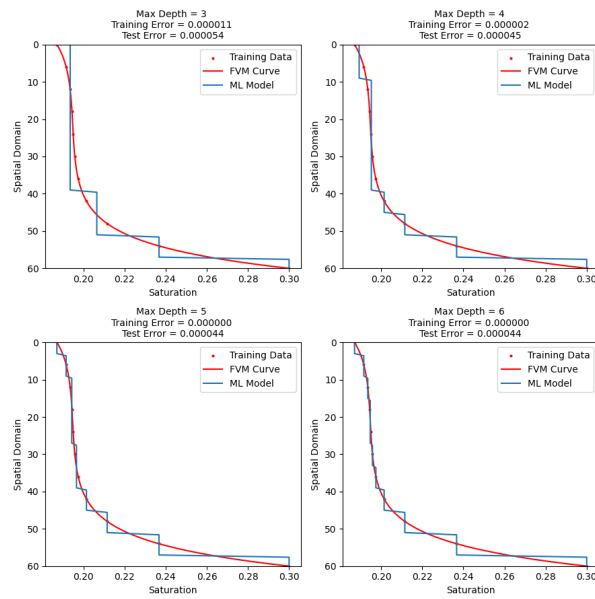 Max Depth = 3
Training Error = 0.000011
Test Error = 0.000054
Training Data
FVM Curve
ML Model
Spatial Domain
0
10
20
30
40
50
60
0.20
0.22
0.24
0.26
0.28
0.30
Saturation
Max Depth = 4
Training Error = 0.000002
Test Error = 0.000045
Training Data
FVM Curve
ML Model
Spatial Domain
0
10
20
30
40
50
60
0.20
0.22
0.24
0.26
0.28
0.30
Saturation
Max Depth = 5
Training Error = 0.000000
Test Error = 0.000044
Training Data
FVM Curve
ML Model
Spatial Domain
0
10
20
30
40
50
60
0.20
0.22
0.24
0.26
0.28
0.30
Saturation
Max Depth = 6
Training Error = 0.000000
Test Error = 0.000044
Training Data
FVM Curve
ML Model
Spatial Domain
0
10
20
30
40
50
60
0.20
0.22
0.24
0.26
0.28
0.30
Saturation